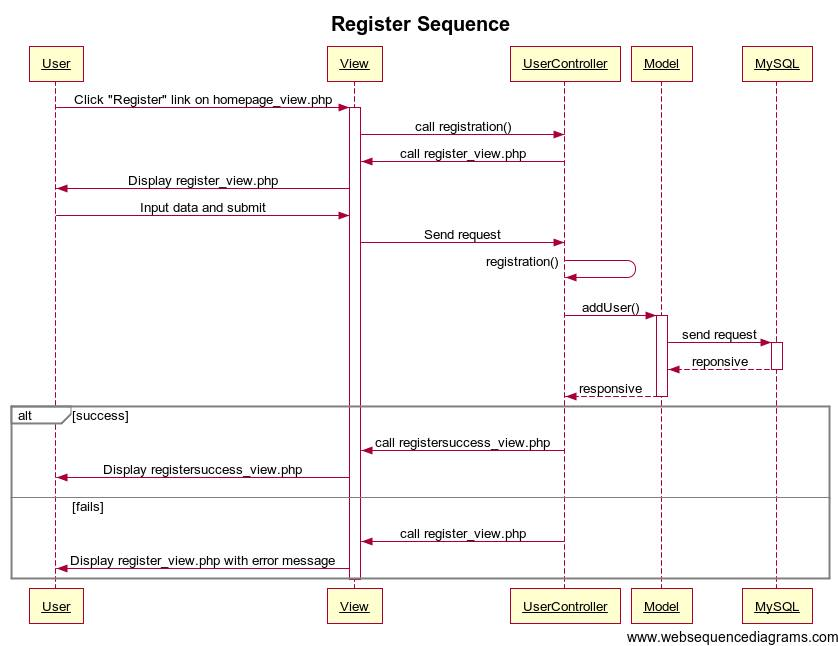 Register Sequence
User View UserController Model MySQL
Click "Register" link on homepage_view.php
call registration()
call register_view.php
Display register_view.php
Input data and submit
Send request
registration()
addUser()
send request
reponsive
responsive
alt [success]
call registersuccess_view.php
Display registersuccess_view.php
[fails]
call register_view.php
Display register_view.php with error message
User View UserController Model MySQL
www.websequencediagrams.com